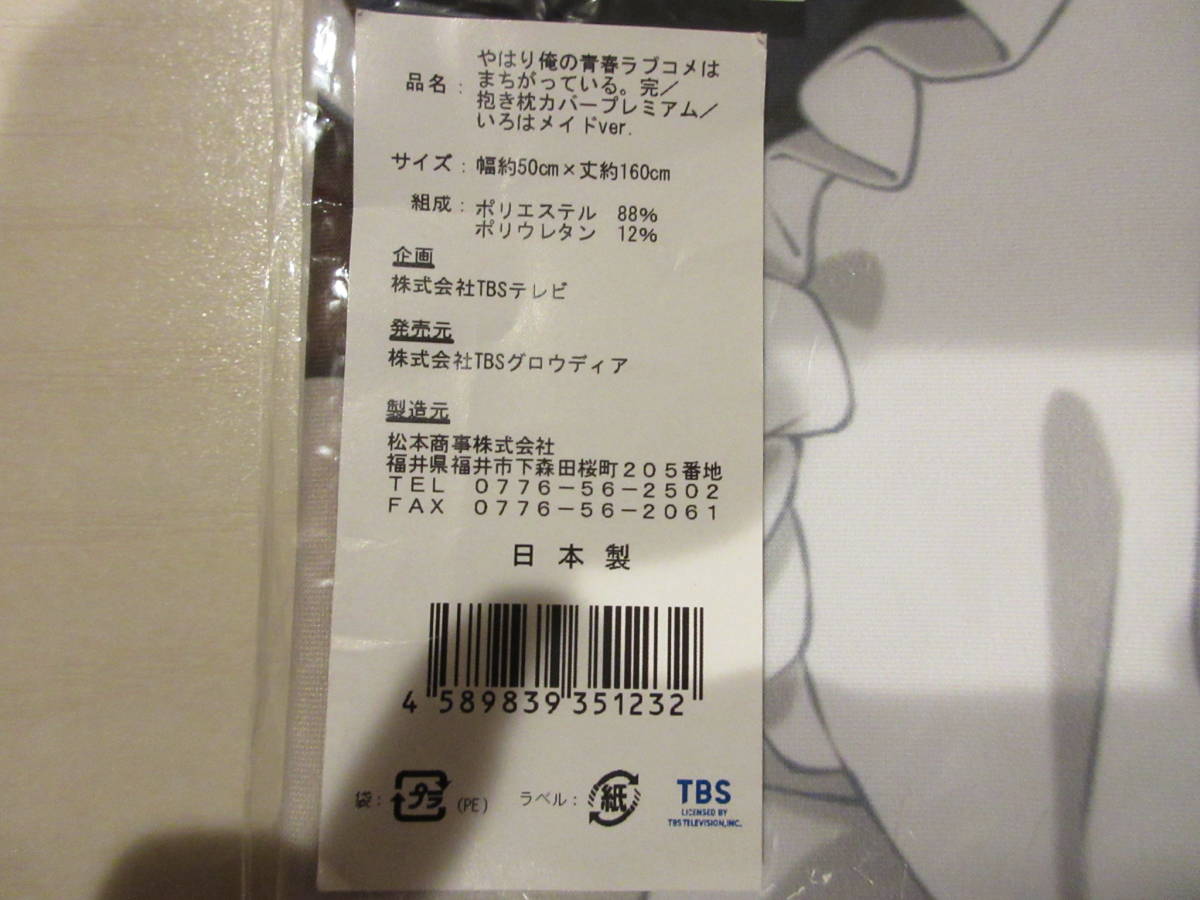 品名: やはり俺の青春ラブコメは
まちがっている。完/
抱き枕カバープレミアム/
いろはメイドver.
サイズ: 幅約50cm×丈約160cm
組成: ポリエステル 88%
ポリウレタン 12%
企画
株式会社TBSテレビ
発売元
株式会社TBSグロウディア
製造元
松本商事株式会社
福井県福井市下森田桜町205番地
TEL 0776-56-2502
FAX 0776-56-2061
日本製
4 589839 351232
袋: プラ (PE) ラベル: 紙 TBS
LICENSED BY
TBS TELEVISION, INC.